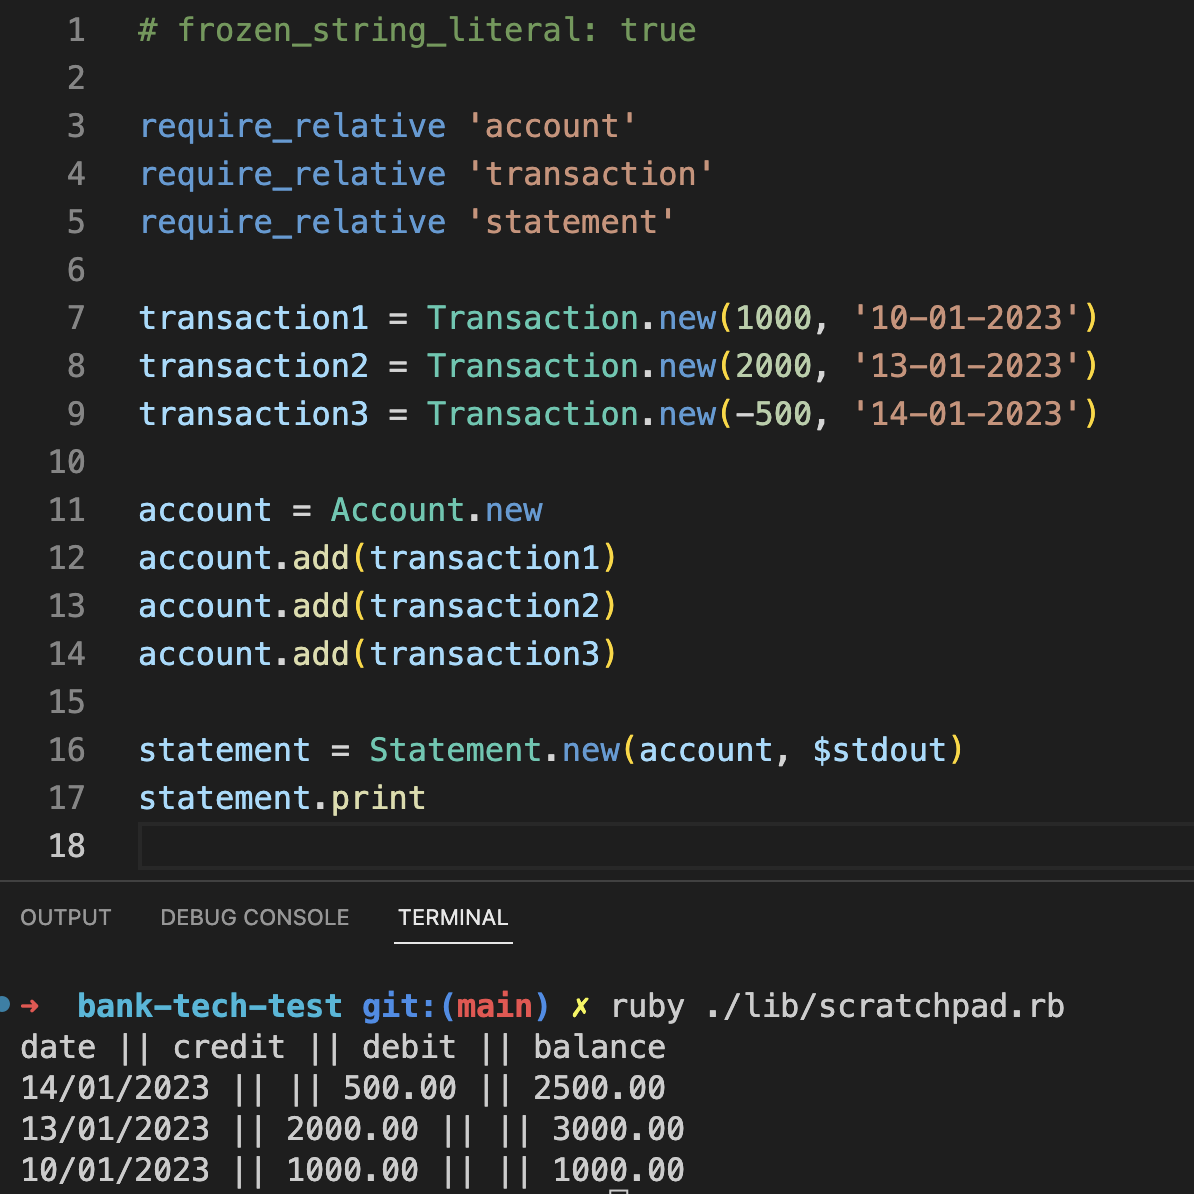 1 # frozen_string_literal: true
2
3 require_relative 'account'
4 require_relative 'transaction'
5 require_relative 'statement'
6
7 transaction1 = Transaction.new(1000, '10-01-2023')
8 transaction2 = Transaction.new(2000, '13-01-2023')
9 transaction3 = Transaction.new(-500, '14-01-2023')
10
11 account = Account.new
12 account.add(transaction1)
13 account.add(transaction2)
14 account.add(transaction3)
15
16 statement = Statement.new(account, $stdout)
17 statement.print
18
OUTPUT DEBUG CONSOLE TERMINAL
➜ bank-tech-test git:(main) ✗ ruby ./lib/scratchpad.rb
date || credit || debit || balance
14/01/2023 || || 500.00 || 2500.00
13/01/2023 || 2000.00 || || 3000.00
10/01/2023 || 1000.00 || || 1000.00